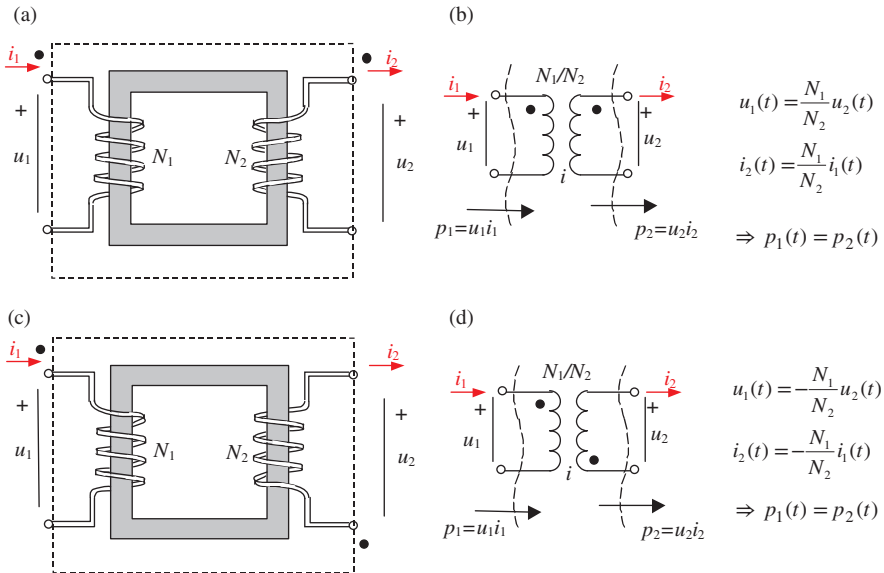 (a)
i₁
i₂
+
u₁
N₁
N₂
+
u₂
(b)
N₁/N₂
i₁
i₂
+
u₁
+
u₂
i
p₁=u₁i₁
p₂=u₂i₂
u₁(t) = N₁/N₂ u₂(t)
i₂(t) = N₁/N₂ i₁(t)
⇒ p₁(t) = p₂(t)
(c)
i₁
i₂
+
u₁
N₁
N₂
+
u₂
(d)
N₁/N₂
i₁
i₂
+
u₁
+
u₂
i
p₁=u₁i₁
p₂=u₂i₂
u₁(t) = −N₁/N₂ u₂(t)
i₂(t) = −N₁/N₂ i₁(t)
⇒ p₁(t) = p₂(t)